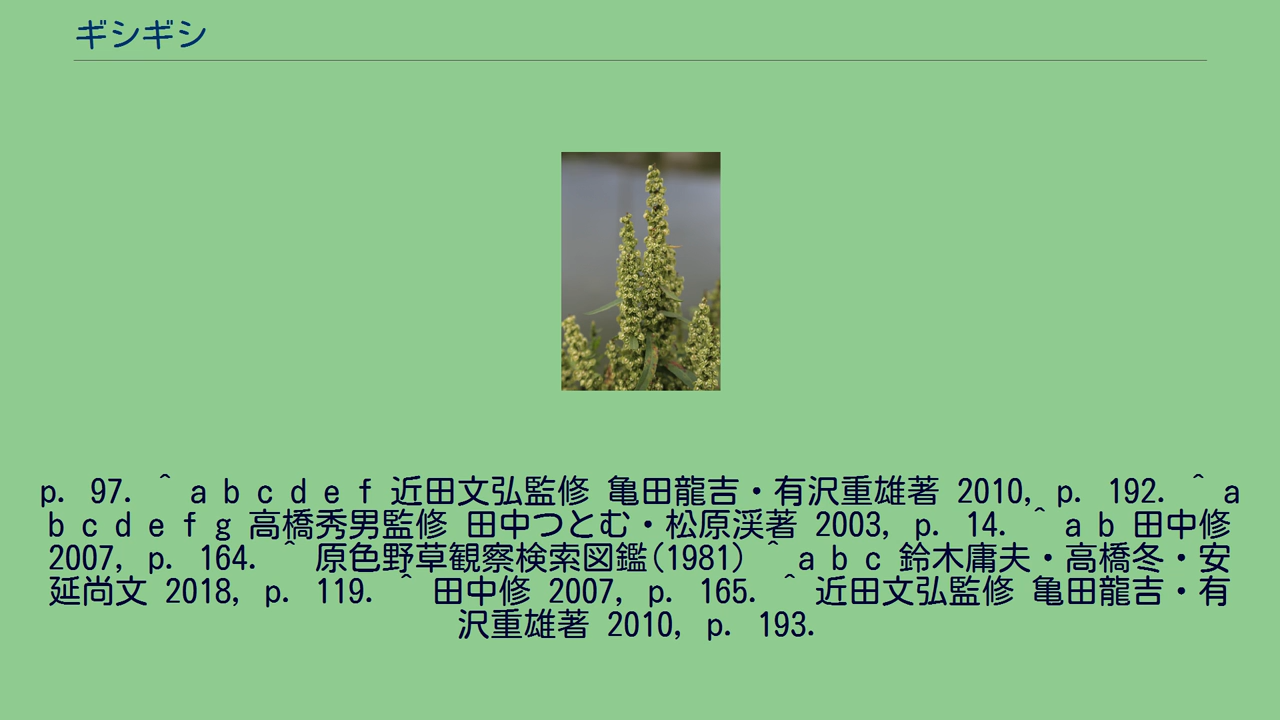 ギシギシ
p. 97. ^ a b c d e f 近田文弘監修 亀田龍吉・有沢重雄著 2010, p. 192. ^ a
b c d e f g 高橋秀男監修 田中つとむ・松原渓著 2003, p. 14. ^ a b 田中修
2007, p. 164. ^ 原色野草観察検索図鑑(1981) ^ a b c 鈴木庸夫・高橋冬・安
延尚文 2018, p. 119. ^ 田中修 2007, p. 165. ^ 近田文弘監修 亀田龍吉・有
沢重雄著 2010, p. 193.